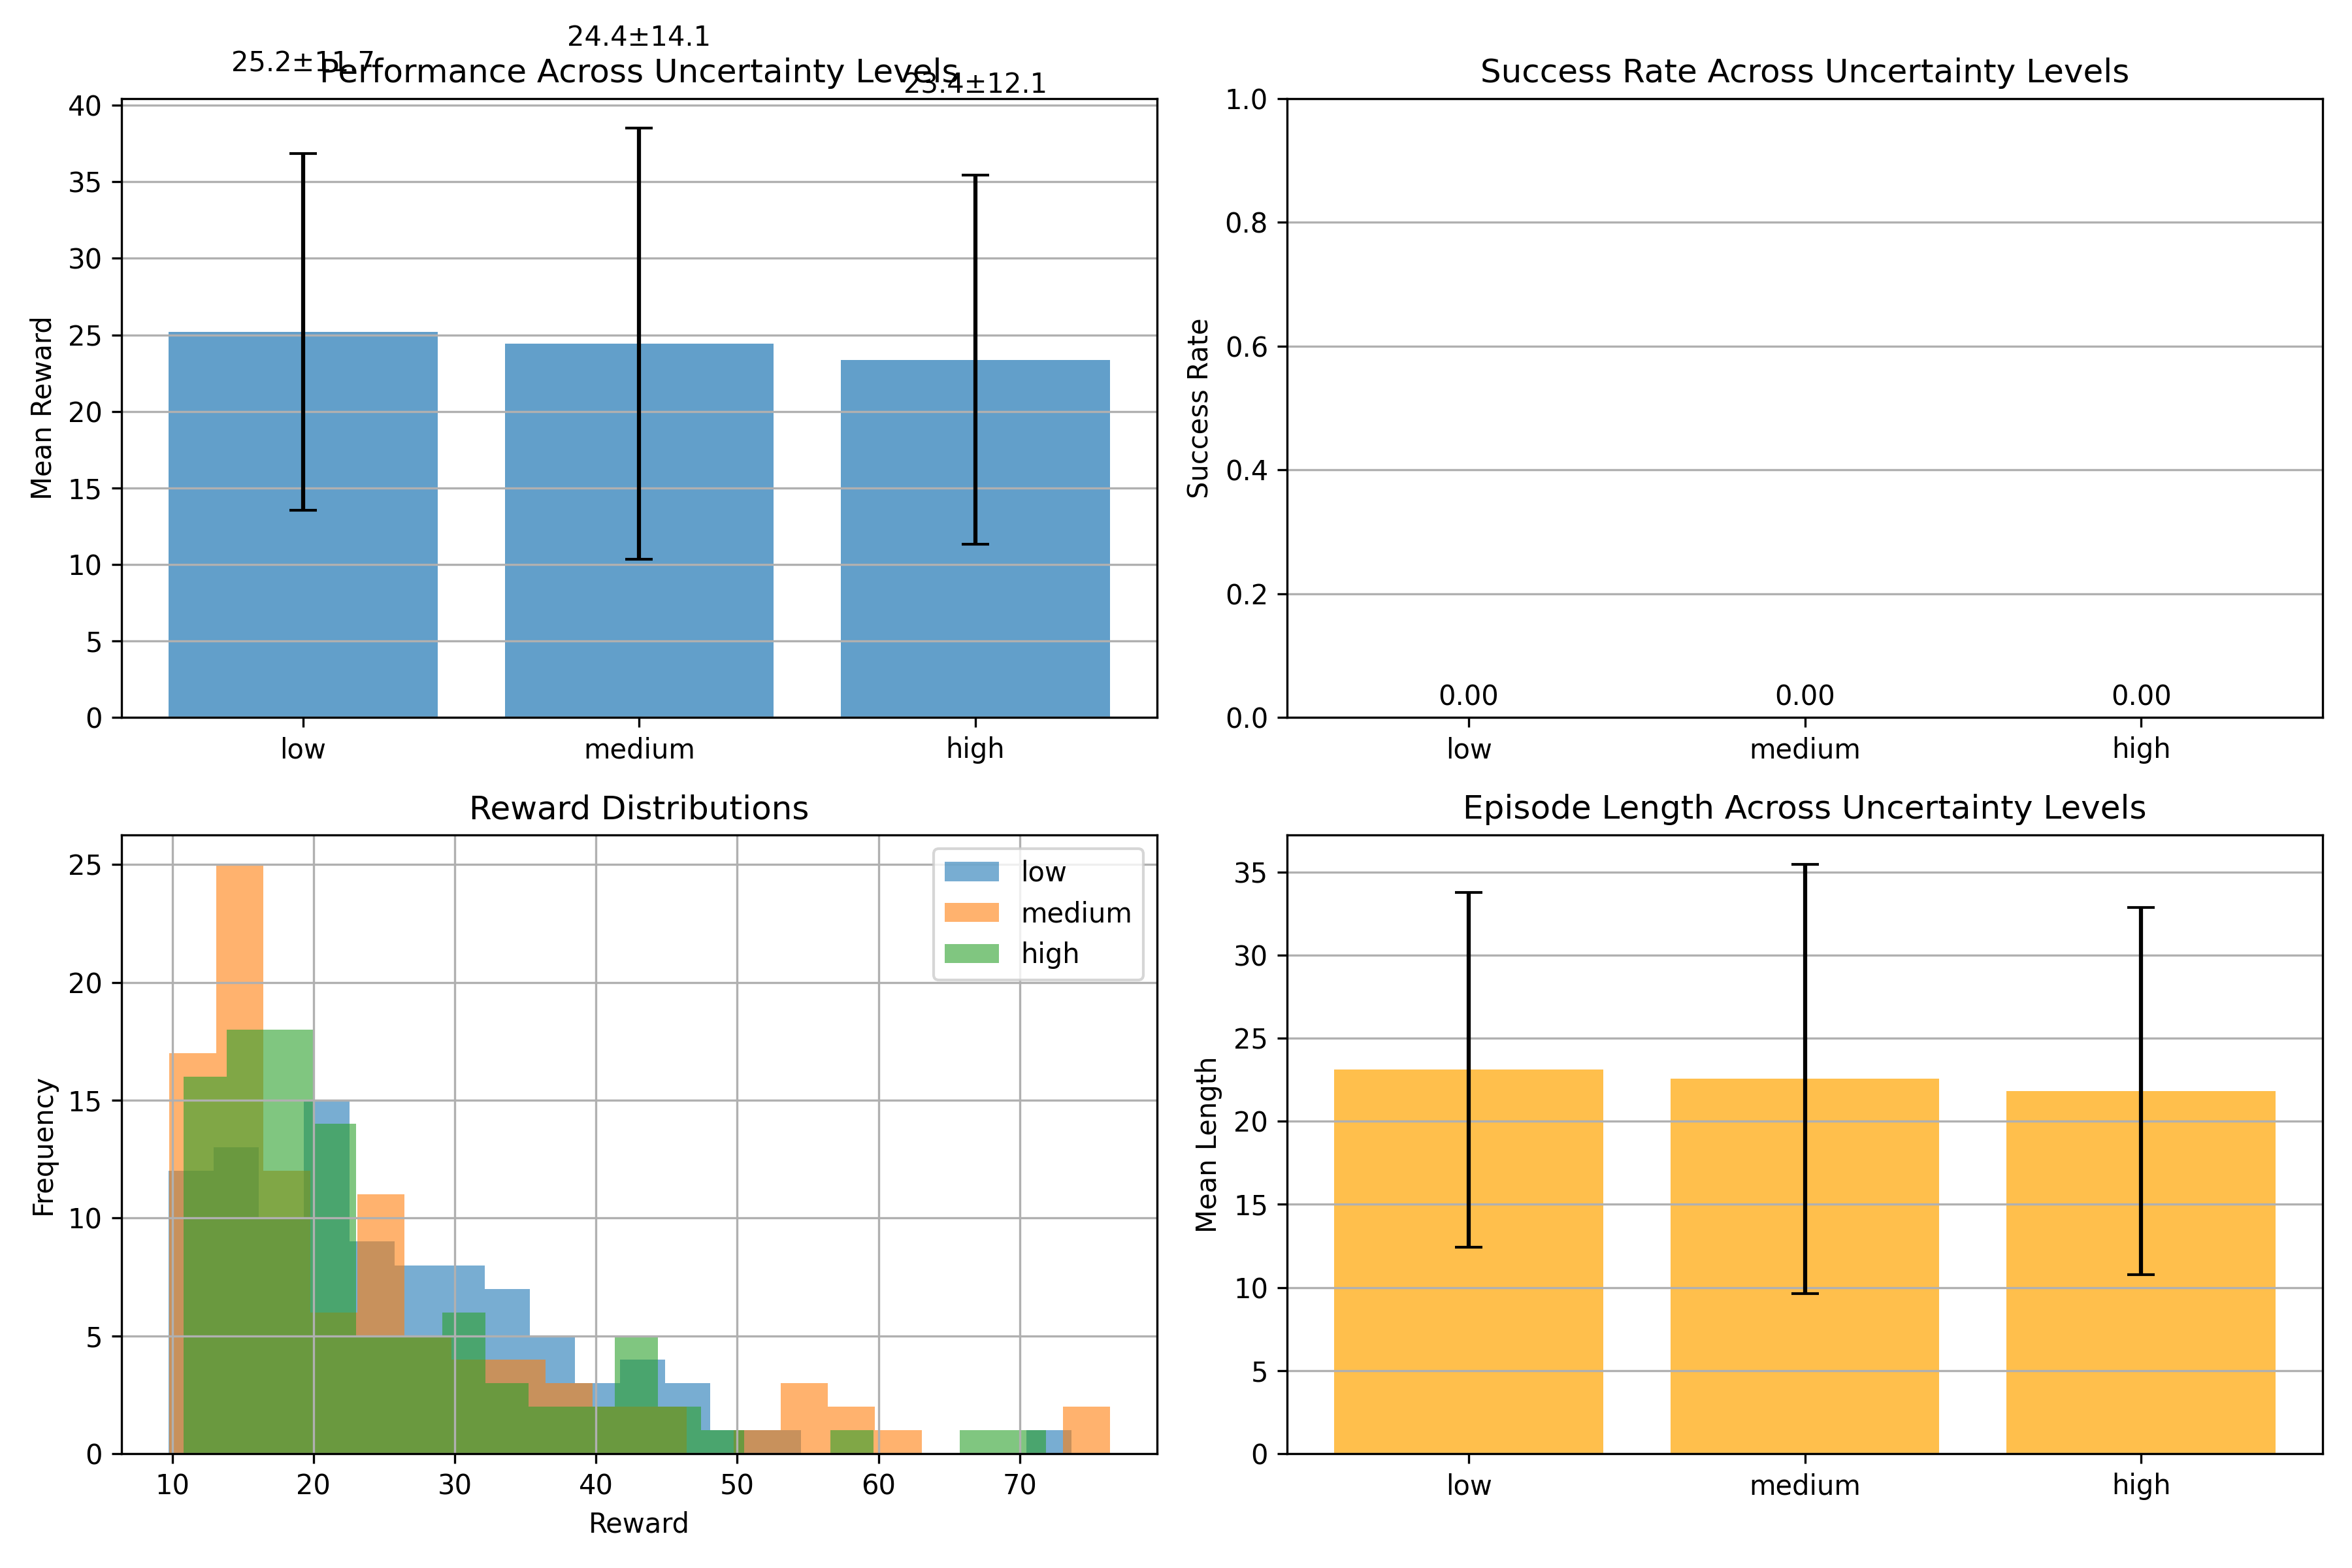 24.4±14.1
25.2±11.7
Performance Across Uncertainty Levels
23.4±12.1
40
35
30
25
20
15
10
5
0
Mean Reward
low medium high
Success Rate Across Uncertainty Levels
1.0
0.8
0.6
0.4
0.2
0.0
Success Rate
0.00 0.00 0.00
low medium high
Reward Distributions
25
20
15
10
5
0
Frequency
low
medium
high
10 20 30 40 50 60 70
Reward
Episode Length Across Uncertainty Levels
35
30
25
20
15
10
5
0
Mean Length
low medium high